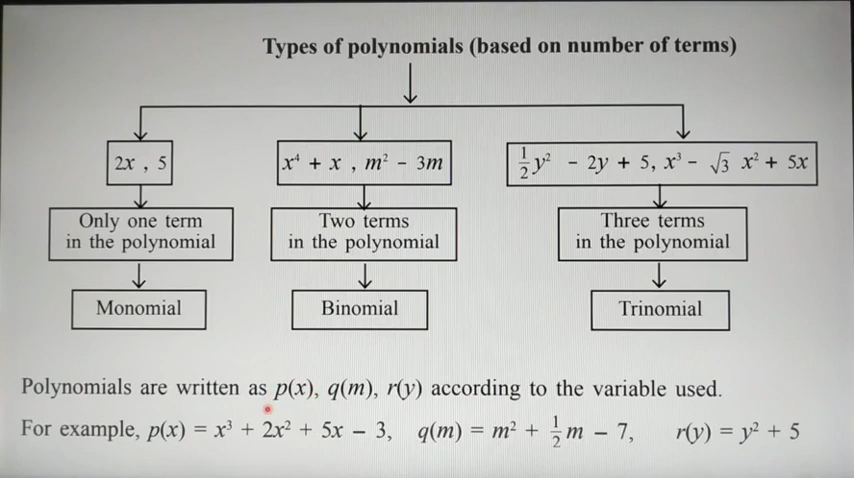 Types of polynomials (based on number of terms)
2x , 5
x⁴ + x , m² − 3m
½y² − 2y + 5, x³ − √3 x² + 5x
Only one term
in the polynomial
Two terms
in the polynomial
Three terms
in the polynomial
Monomial
Binomial
Trinomial
Polynomials are written as p(x), q(m), r(y) according to the variable used.
For example, p(x) = x³ + 2x² + 5x − 3, q(m) = m² + ½m − 7, r(y) = y² + 5